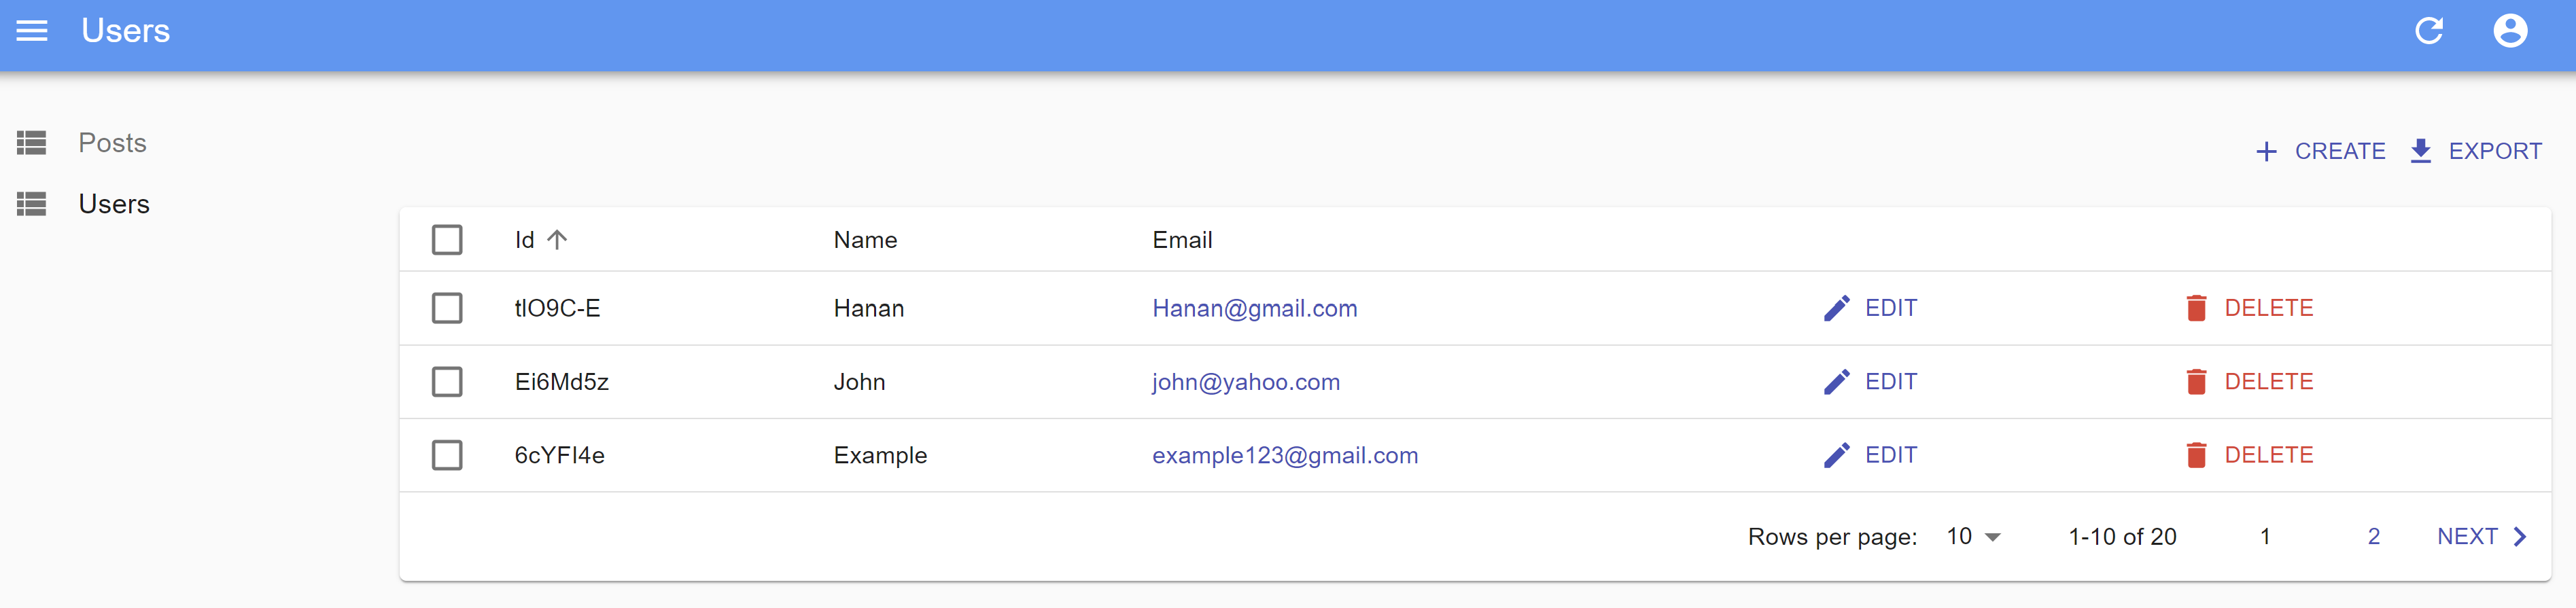 Users
Posts
Users
CREATE EXPORT
Id Name Email
tIO9C-E Hanan Hanan@gmail.com EDIT DELETE
Ei6Md5z John john@yahoo.com EDIT DELETE
6cYFI4e Example example123@gmail.com EDIT DELETE
Rows per page: 10 1-10 of 20 1 2 NEXT